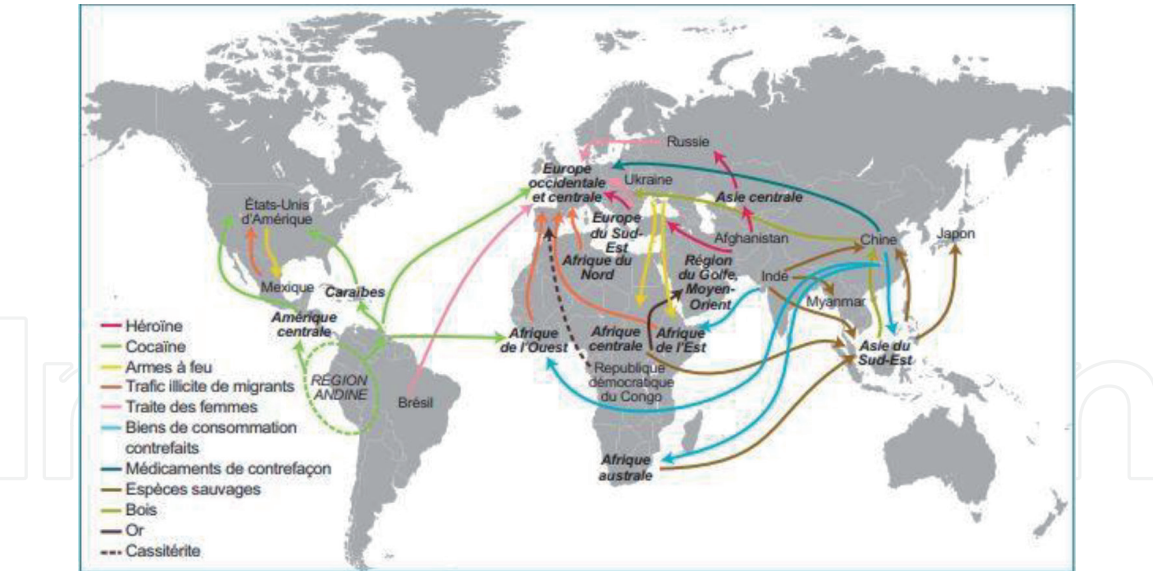 Russie
Europe
occidentale
et centrale
Ukraine
Asie centrale
États-Unis
d'Amérique
Europe
du Sud-
Est
Afghanistan
Chine
Japon
Afrique du
Nord
Région
du Golfe,
Moyen-
Orient
Indé
Mexique
Caraïbes
Myanmar
Amérique
centrale
Afrique
de l'Ouest
Afrique
centrale
Afrique
de l'Est
Asie du
Sud-Est
Republique
démocratique
du Congo
REGION
ANDINE
Brésil
Afrique
australe
Héroïne
Cocaïne
Armes à feu
Trafic illicite de migrants
Traite des femmes
Biens de consommation
contrefaits
Médicaments de contrefaçon
Espèces sauvages
Bois
Or
Cassitérite